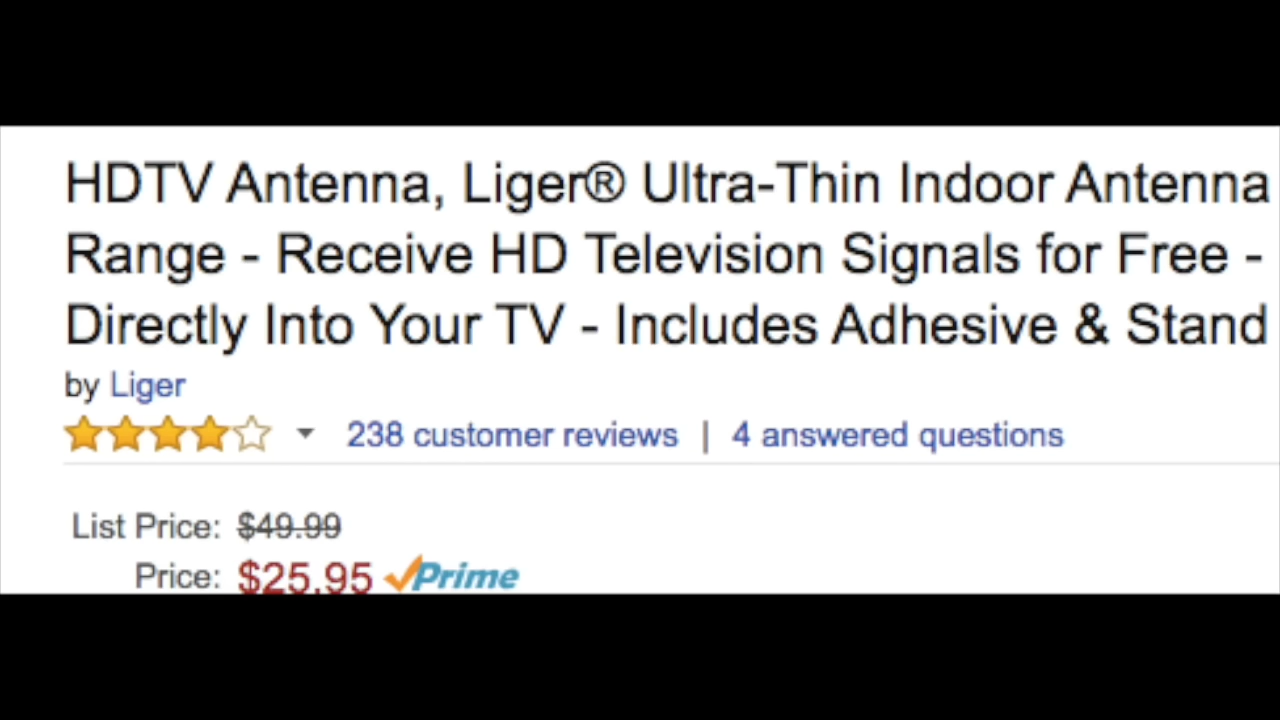 HDTV Antenna, Liger® Ultra-Thin Indoor Antenna
Range - Receive HD Television Signals for Free -
Directly Into Your TV - Includes Adhesive & Stand
by Liger
238 customer reviews | 4 answered questions
List Price: $49.99
Price: $25.95 Prime